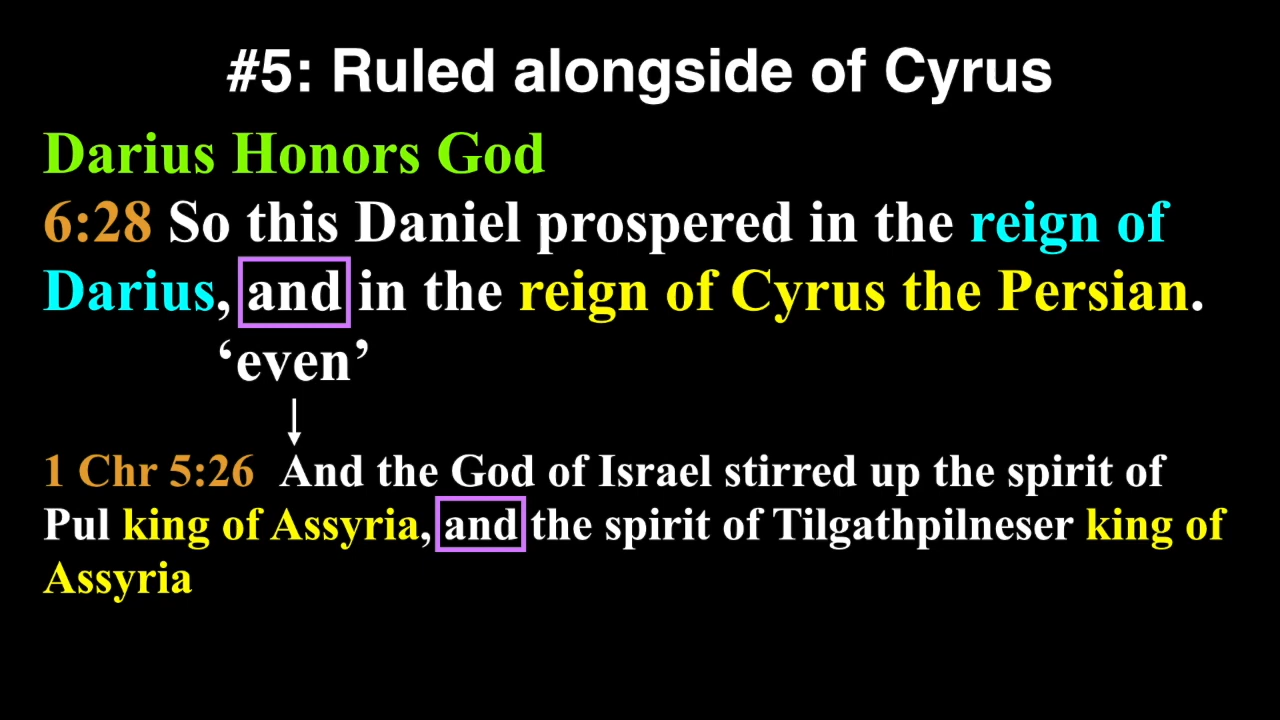 #5: Ruled alongside of Cyrus
Darius Honors God
6:28 So this Daniel prospered in the reign of
Darius, and in the reign of Cyrus the Persian.
‘even’
1 Chr 5:26 And the God of Israel stirred up the spirit of
Pul king of Assyria, and the spirit of Tilgathpilneser king of
Assyria